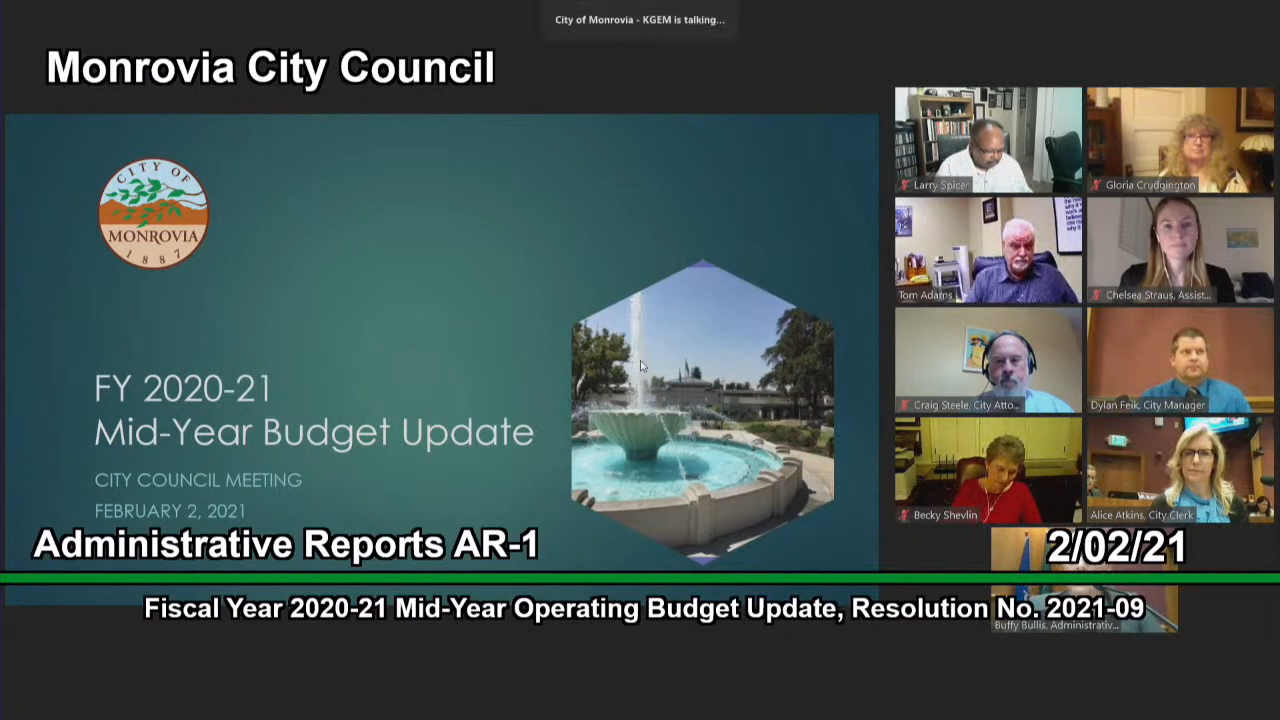 City of Monrovia - KGEM is talking...
Monrovia City Council
CITY OF
MONROVIA
1887
FY 2020-21
Mid-Year Budget Update
CITY COUNCIL MEETING
FEBRUARY 2, 2021
Larry Spicer
Gloria Crudgington
Tom Adams
Chelsea Straus, Assist...
Craig Steele, City Atto...
Dylan Feik, City Manager
Becky Shevlin
Alice Atkins, City Clerk
Administrative Reports AR-1
2/02/21
Fiscal Year 2020-21 Mid-Year Operating Budget Update, Resolution No. 2021-09
Buffy Bullis, Administrativ...